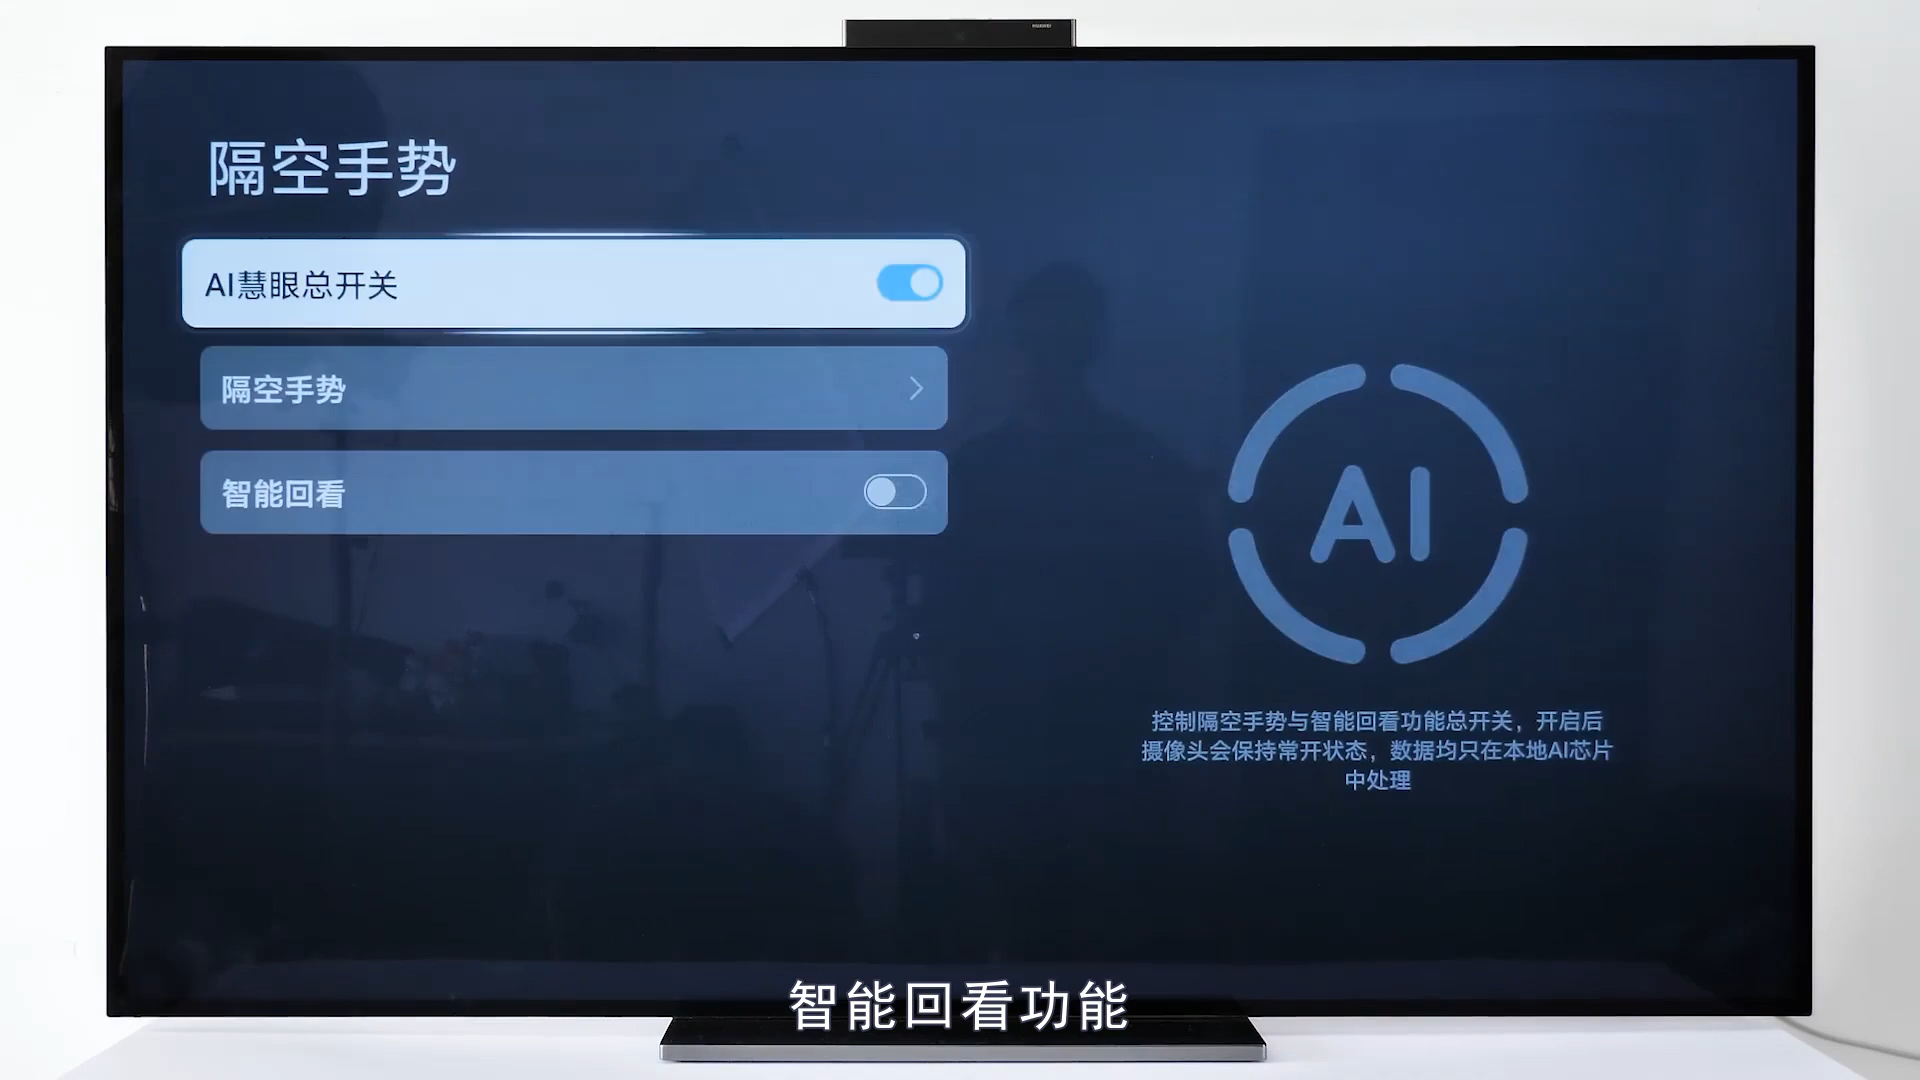 HUAWEI
隔空手势
AI慧眼总开关
隔空手势
智能回看
AI
控制隔空手势与智能回看功能总开关，开启后
摄像头会保持常开状态，数据均只在本地AI芯片
中处理
智能回看功能